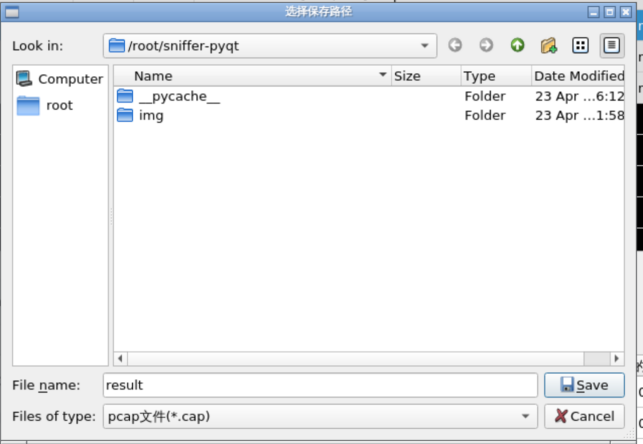 选择保存路径
Look in: /root/sniffer-pyqt
Computer
root
Name Size Type Date Modified
__pycache__ Folder 23 Apr ...6:12
img Folder 23 Apr ...1:58
File name: result Save
Files of type: pcap文件(*.cap) Cancel